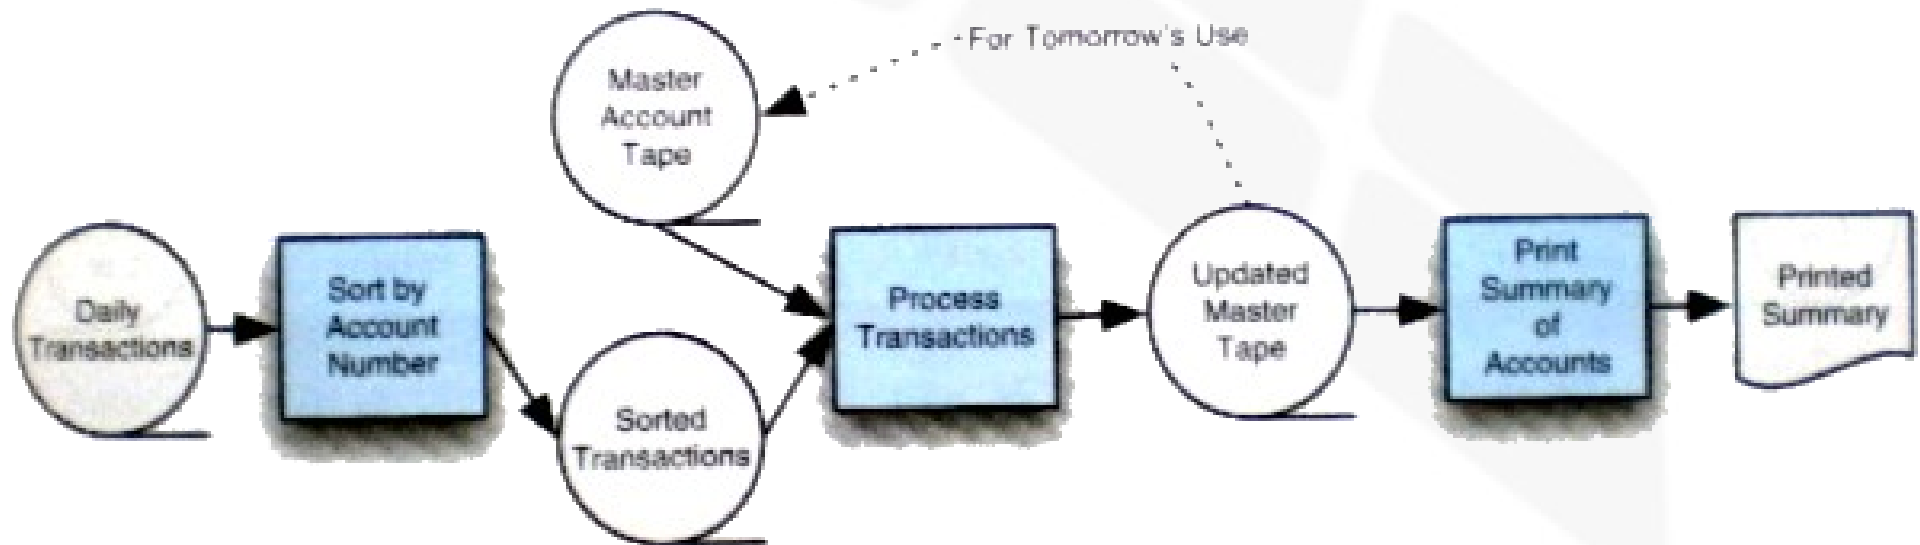 For Tomorrow's Use
Master
Account
Tape
Daily
Transactions
Sort by
Account
Number
Sorted
Transactions
Process
Transactions
Updated
Master
Tape
Print
Summary
of
Accounts
Printed
Summary